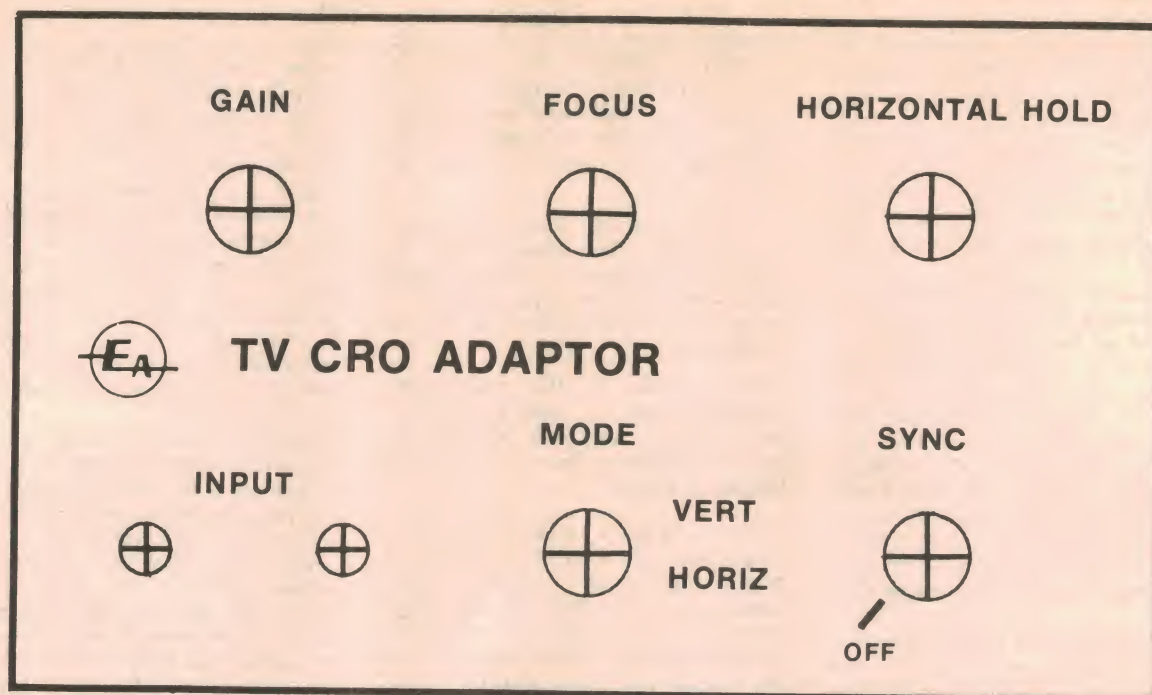 GAIN FOCUS HORIZONTAL HOLD
EA TV CRO ADAPTOR
MODE SYNC
INPUT
VERT
HORIZ
OFF